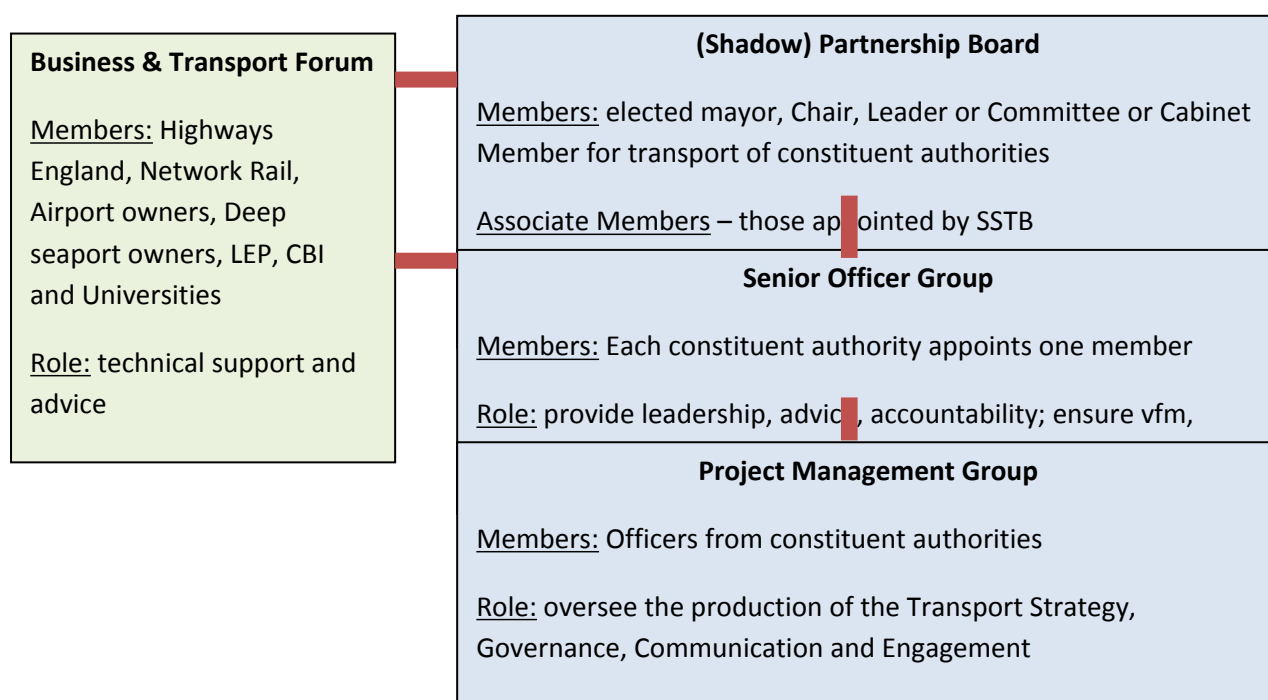 Business & Transport Forum
Members: Highways
England, Network Rail,
Airport owners, Deep
seaport owners, LEP, CBI
and Universities
Role: technical support and
advice
(Shadow) Partnership Board
Members: elected mayor, Chair, Leader or Committee or Cabinet
Member for transport of constituent authorities
Associate Members – those appointed by SSTB
Senior Officer Group
Members: Each constituent authority appoints one member
Role: provide leadership, advice, accountability; ensure vfm,
Project Management Group
Members: Officers from constituent authorities
Role: oversee the production of the Transport Strategy,
Governance, Communication and Engagement